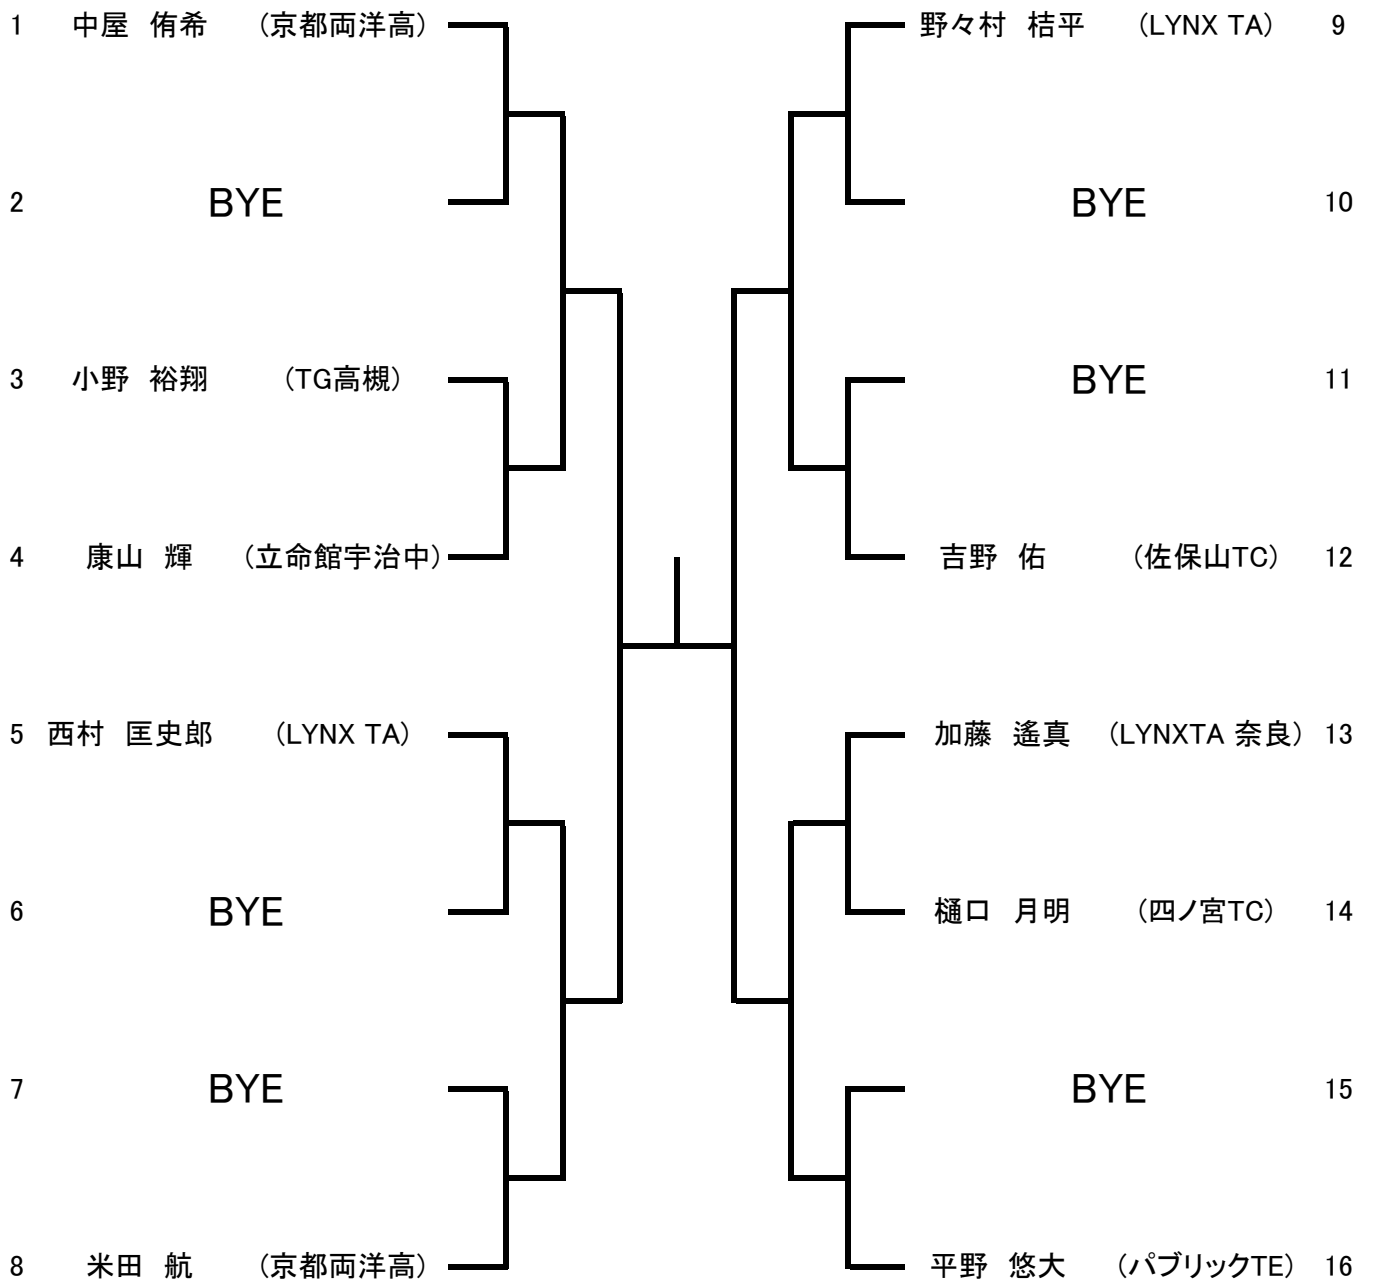 1 中屋 侑希 (京都両洋高)
2 BYE
3 小野 裕翔 (TG高槻)
4 康山 輝 (立命館宇治中)
5 西村 匡史郎 (LYNX TA)
6 BYE
7 BYE
8 米田 航 (京都両洋高)
野々村 桔平 (LYNX TA) 9
BYE 10
BYE 11
吉野 佑 (佐保山TC) 12
加藤 遙真 (LYNXTA 奈良) 13
樋口 月明 (四ノ宮TC) 14
BYE 15
平野 悠大 (パブリックTE) 16